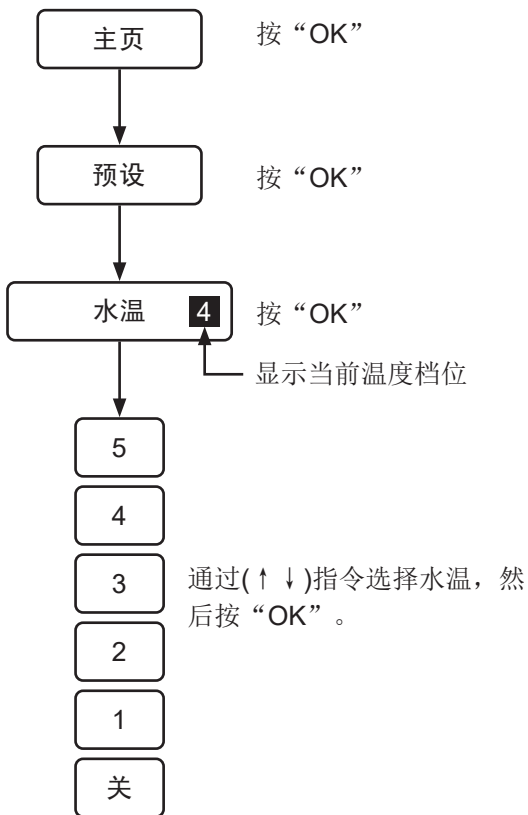 主页 按“OK”
预设 按“OK”
水温 4 按“OK”
显示当前温度档位
5
4
3
通过(↑↓)指令选择水温，然
后按“OK”。
2
1
关